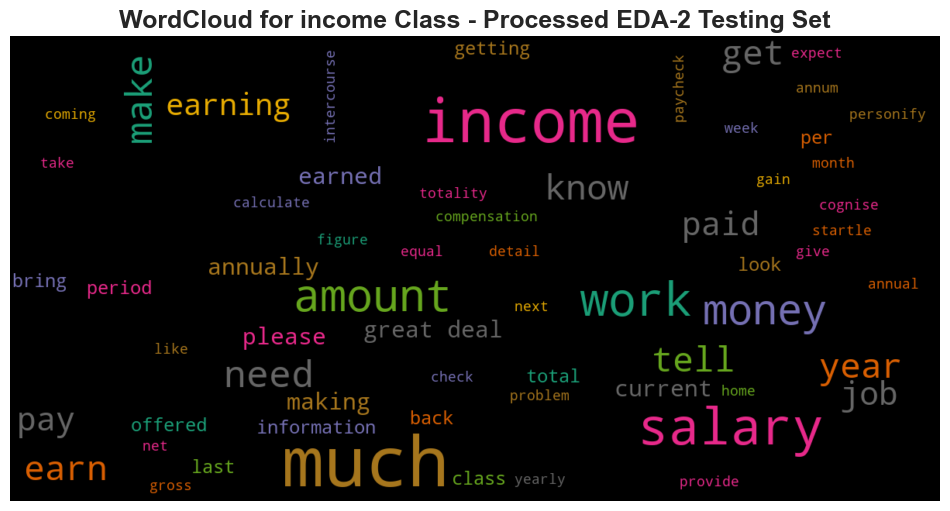 WordCloud for income Class - Processed EDA-2 Testing Set
getting
get
expect
make
intercourse
paycheck
annum
earning
income
coming
personify
week
per
take
month
earned
know
gain
totality
calculate
cognise
compensation
paid
startle
figure
equal
detail
give
annually
look
bring
period
annual
amount
work
money
next
please
great deal
like
tell
year
need
check
total
current
home
job
making
problem
pay
offered
information
back
salary
net
much
earn
last
class
yearly
gross
provide